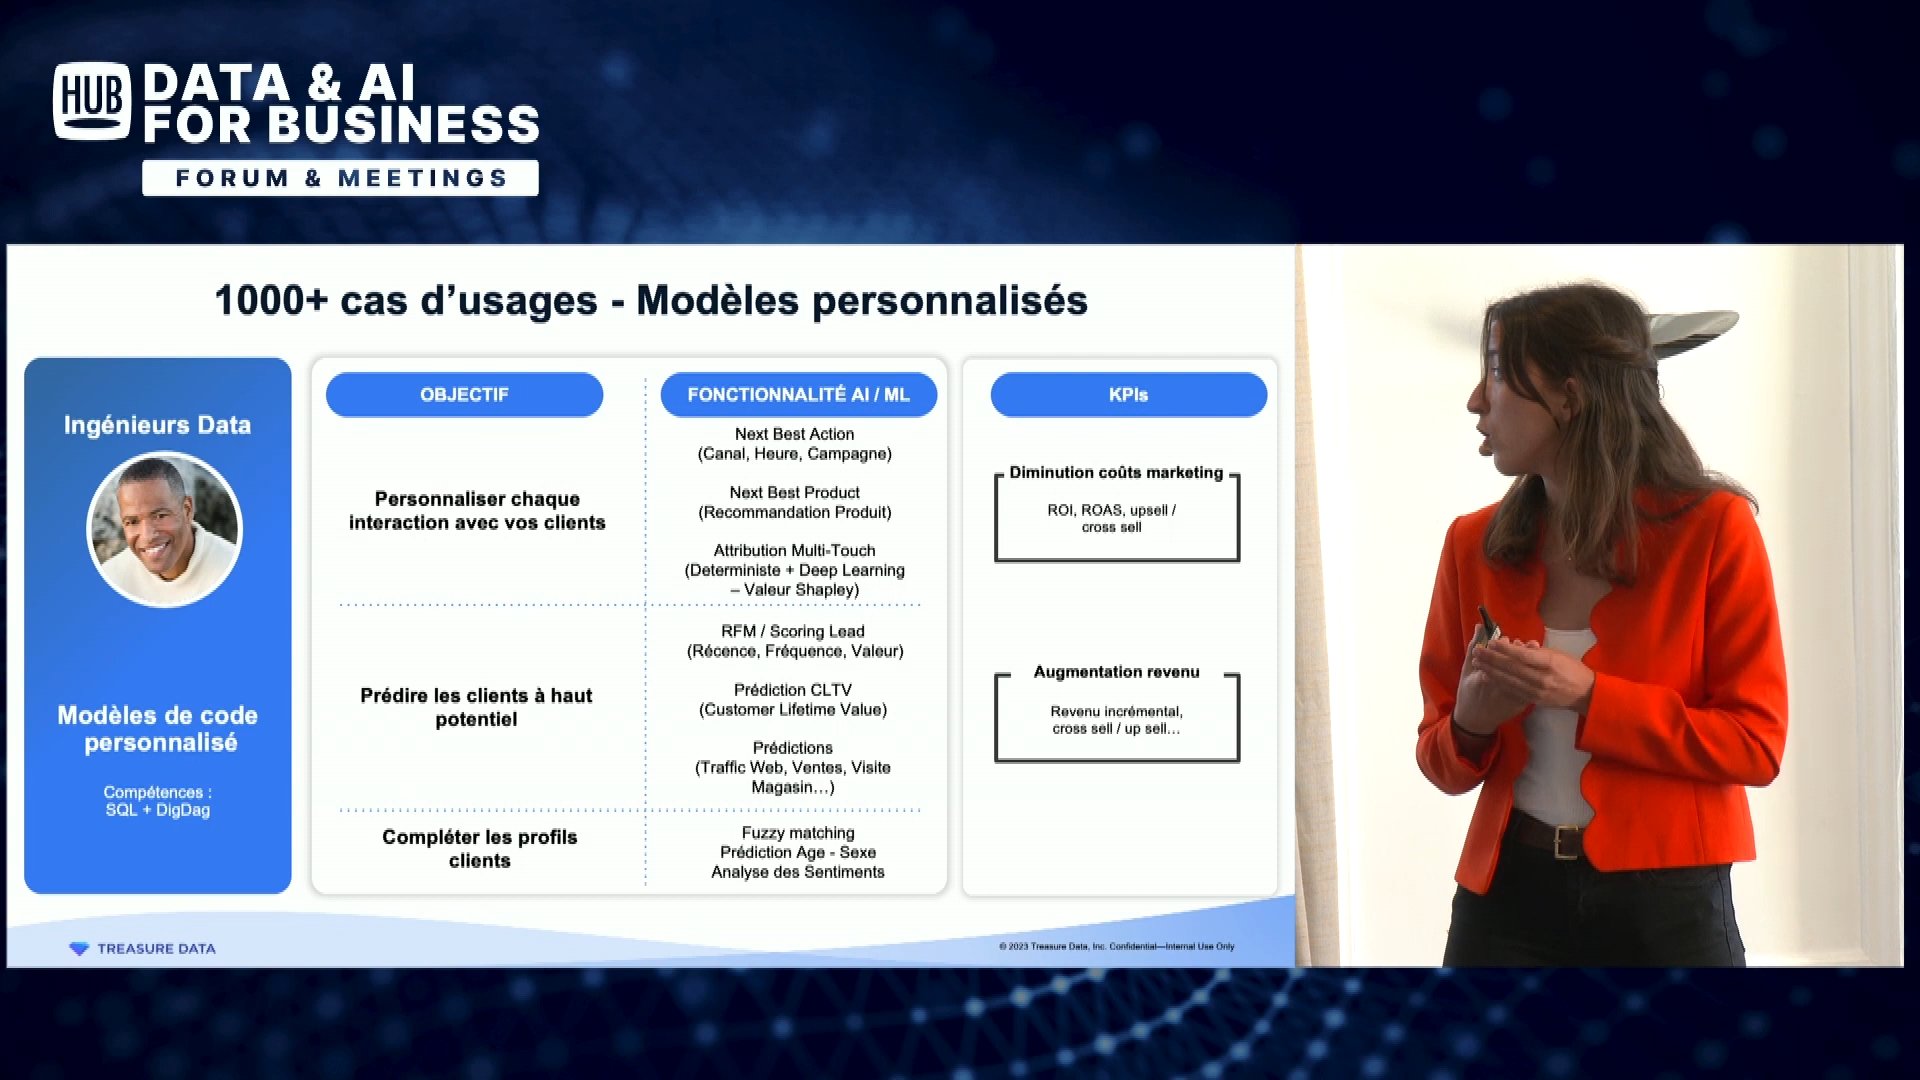 HUB
DATA & AI
FOR BUSINESS
FORUM & MEETINGS
1000+ cas d’usages - Modèles personnalisés
Ingénieurs Data
Modèles de code
personnalisé
Compétences :
SQL + DigDag
OBJECTIF
Personnaliser chaque
interaction avec vos clients
Prédire les clients à haut
potentiel
Compléter les profils
clients
FONCTIONNALITÉ AI / ML
Next Best Action
(Canal, Heure, Campagne)
Next Best Product
(Recommandation Produit)
Attribution Multi-Touch
(Deterministe + Deep Learning
– Valeur Shapley)
RFM / Scoring Lead
(Récence, Fréquence, Valeur)
Prédiction CLTV
(Customer Lifetime Value)
Prédictions
(Traffic Web, Ventes, Visite
Magasin…)
Fuzzy matching
Prédiction Age - Sexe
Analyse des Sentiments
KPIs
Diminution coûts marketing
ROI, ROAS, upsell /
cross sell
Augmentation revenu
Revenu incrémental,
cross sell / up sell…
TREASURE DATA
© 2023 Treasure Data, Inc. Confidential—Internal Use Only